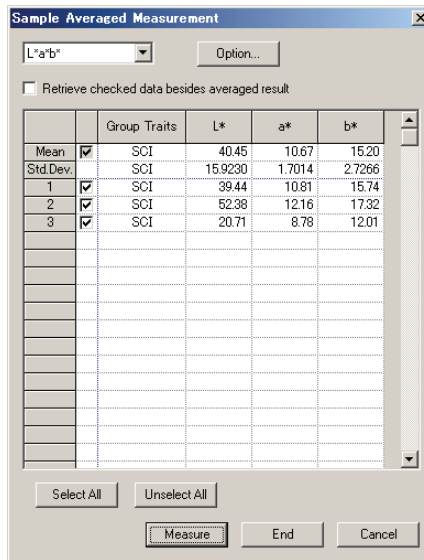 Sample Averaged Measurement
L*a*b* Option...
Retrieve checked data besides averaged result
Group Traits L* a* b*
Mean SCI 40.45 10.67 15.20
Std.Dev. SCI 15.9230 1.7014 2.7266
1 SCI 39.44 10.81 15.74
2 SCI 52.38 12.16 17.32
3 SCI 20.71 8.78 12.01
Select All Unselect All
Measure End Cancel